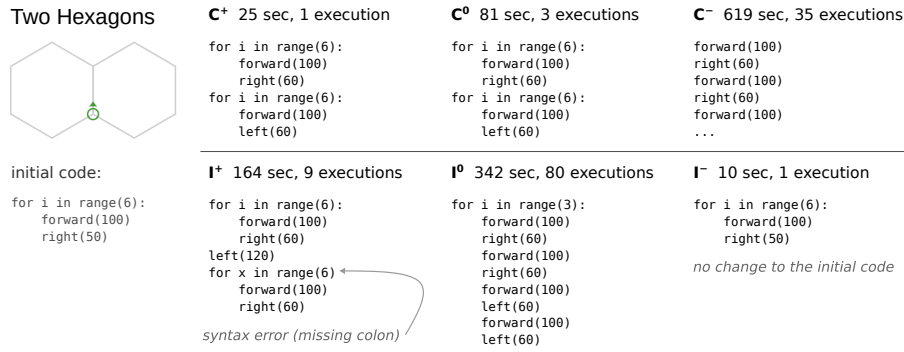 Two Hexagons
initial code:
for i in range(6):
    forward(100)
    right(50)
C⁺ 25 sec, 1 execution
for i in range(6):
    forward(100)
    right(60)
for i in range(6):
    forward(100)
    left(60)
C⁰ 81 sec, 3 executions
for i in range(6):
    forward(100)
    right(60)
for i in range(6):
    forward(100)
    left(60)
C⁻ 619 sec, 35 executions
forward(100)
right(60)
forward(100)
right(60)
forward(100)
...
I⁺ 164 sec, 9 executions
for i in range(6):
    forward(100)
    right(60)
left(120)
for x in range(6)
    forward(100)
    right(60)
syntax error (missing colon)
I⁰ 342 sec, 80 executions
for i in range(3):
    forward(100)
    right(60)
    forward(100)
    right(60)
    forward(100)
    left(60)
    forward(100)
    left(60)
I⁻ 10 sec, 1 execution
for i in range(6):
    forward(100)
    right(50)
no change to the initial code